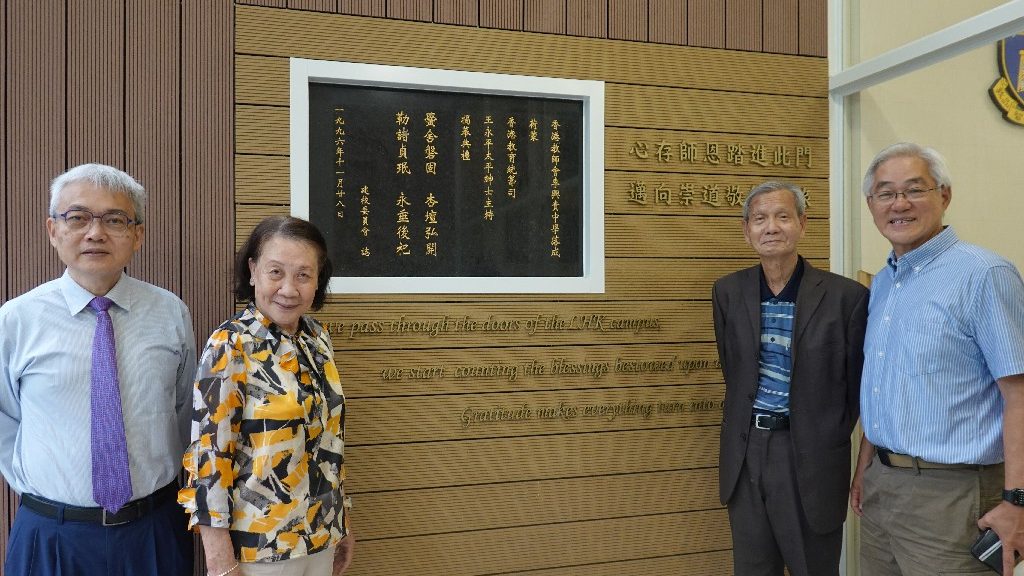 香港教師會李興貴中學落成
荷蒙
香港教育統籌司
王永平太平紳士主持
揭幕典禮
黌舍磐固 杏壇弘開
勒諸貞珉 永垂後祀
建校委員會 誌
一九九六年十一月廿八日
心存師恩踏進此門
邁向崇道敬
we pass through the doors of the LHK campus,
we start counting the blessings bestowed upon
Gratitude makes everything turn into